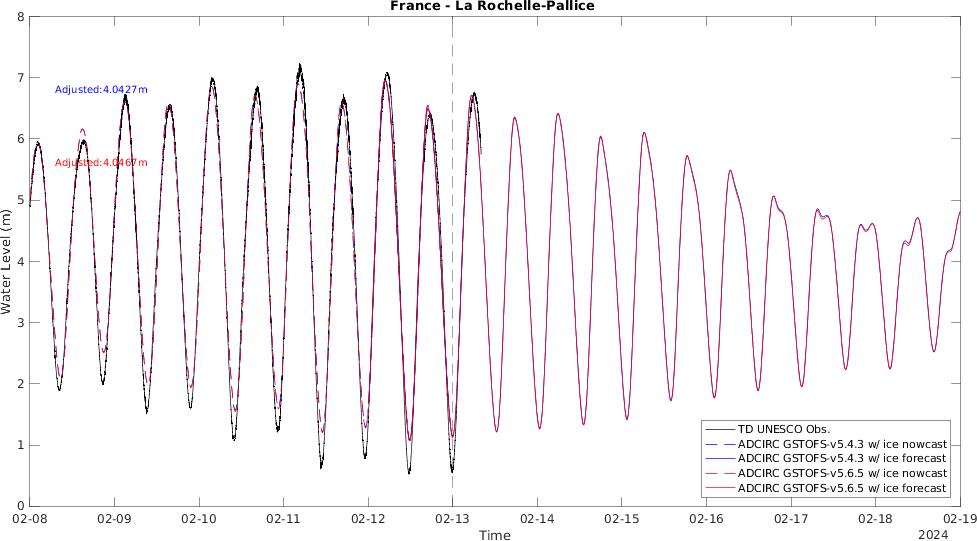 France - La Rochelle-Pallice
8
7
6
5
4
3
2
1
0
Water Level (m)
Adjusted:4.0427m
Adjusted:4.0467m
TD UNESCO Obs.
ADCIRC GSTOFS-v5.4.3 w/ ice nowcast
ADCIRC GSTOFS-v5.4.3 w/ ice forecast
ADCIRC GSTOFS-v5.6.5 w/ ice nowcast
ADCIRC GSTOFS-v5.6.5 w/ ice forecast
02-08 02-09 02-10 02-11 02-12 02-13 02-14 02-15 02-16 02-17 02-18 02-19
Time
2024